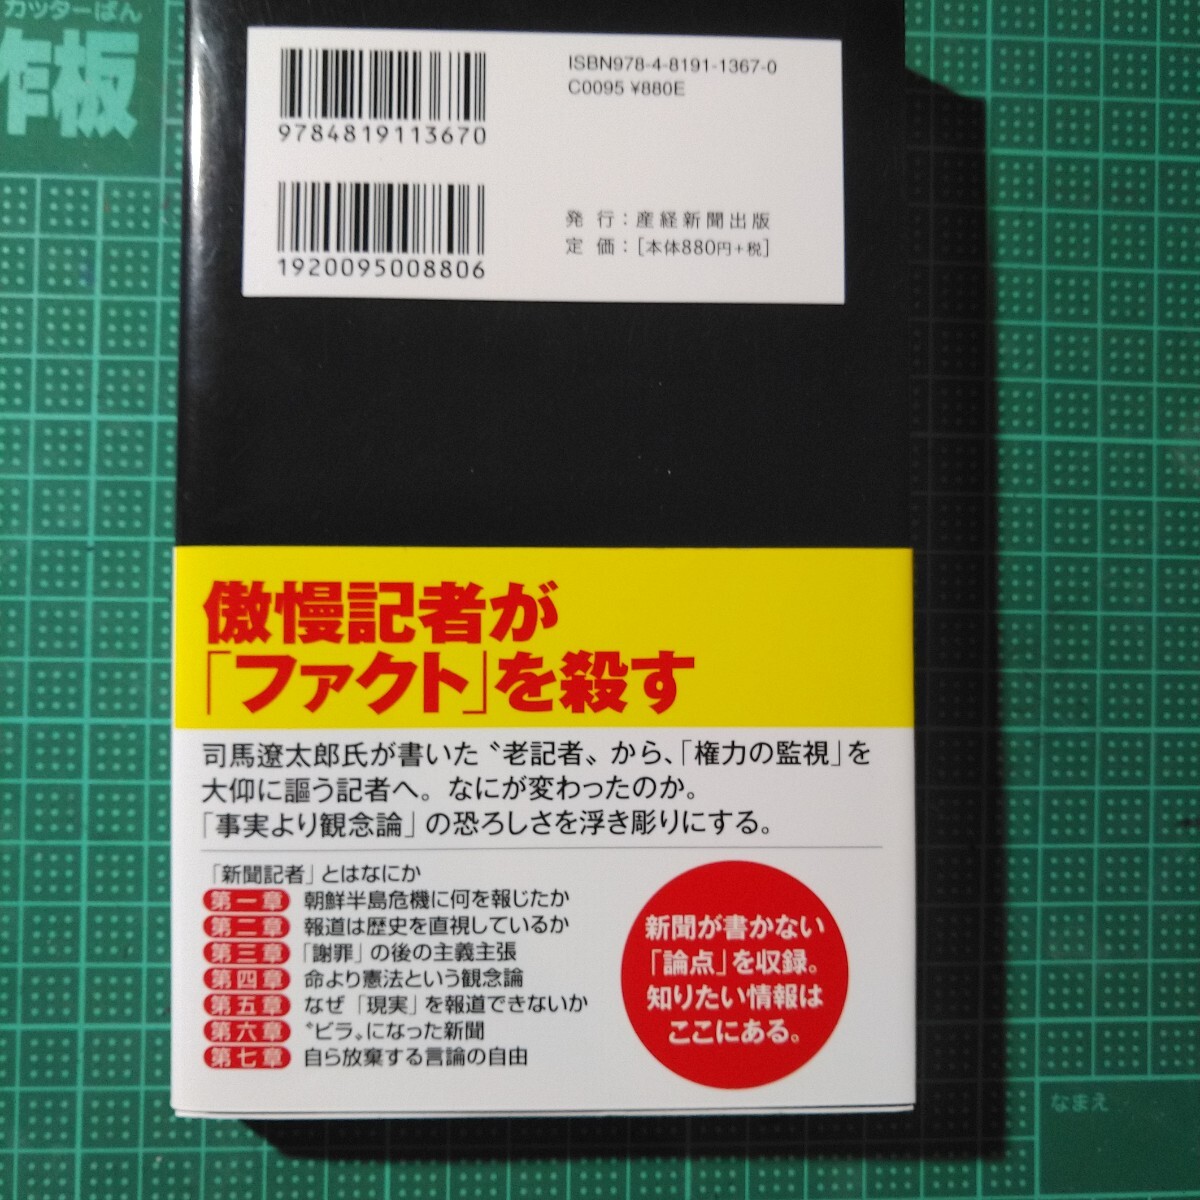 カッターばん
作板
ISBN978-4-8191-1367-0
C0095 ¥880E
9784819113670
1920095008806
発行:産経新聞出版
定価:[本体880円+税]
傲慢記者が
「ファクト」を殺す
司馬遼太郎氏が書いた〝老記者〟から、「権力の監視」を
大仰に謳う記者へ。なにが変わったのか。
「事実より観念論」の恐ろしさを浮き彫りにする。
「新聞記者」とはなにか
第一章 朝鮮半島危機に何を報じたか
第二章 報道は歴史を直視しているか
第三章 「謝罪」の後の主義主張
第四章 命より憲法という観念論
第五章 なぜ「現実」を報道できないか
第六章 〝ビラ〟になった新聞
第七章 自ら放棄する言論の自由
新聞が書かない
「論点」を収録。
知りたい情報は
ここにある。
なまえ